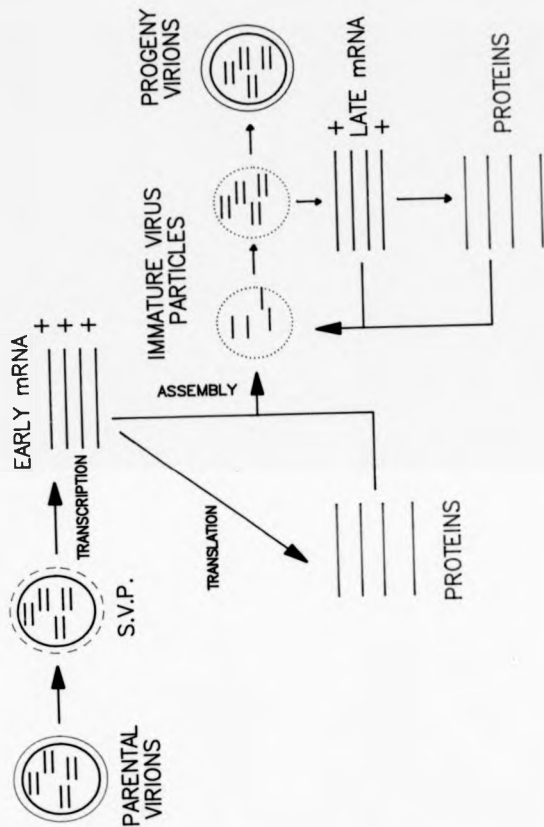 PARENTAL
VIRIONS
S.V.P.
TRANSCRIPTION
EARLY mRNA
+
+
+
TRANSLATION
PROTEINS
ASSEMBLY
IMMATURE VIRUS
PARTICLES
PROGENY
VIRIONS
+
LATE mRNA
+
PROTEINS